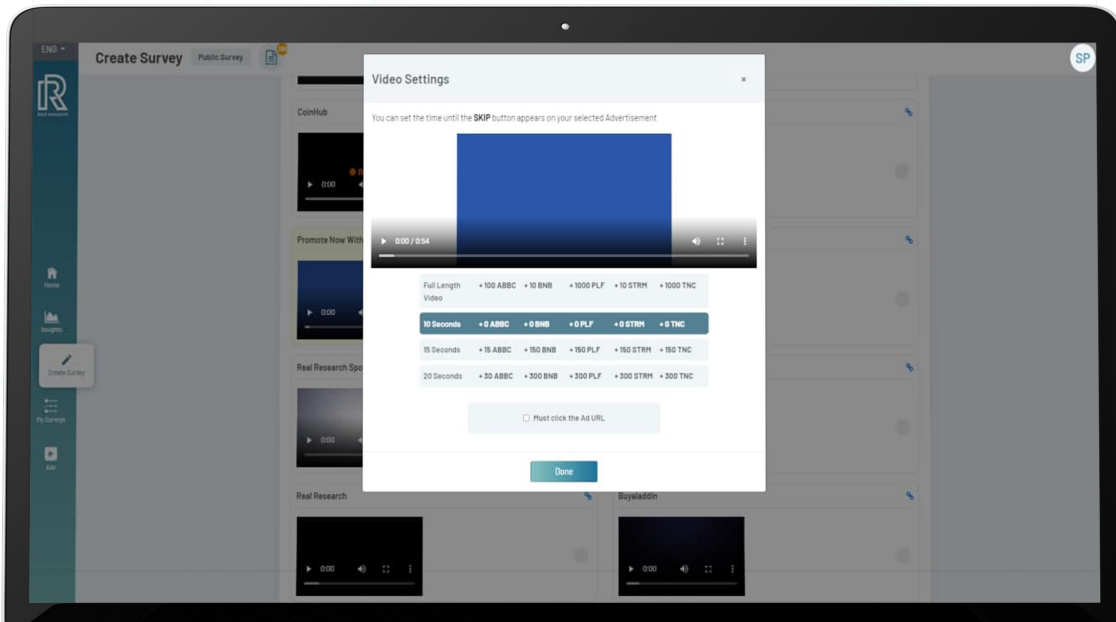 ENG
Create Survey
Public Survey
SP
R
REAL RESEARCH
Home
Insights
Create Survey
My Surveys
Ads
CoinHub
0:00
Promote Now With
0:00
Real Research Spo
0:00
Real Research
0:00
Buyaladdin
0:00
Video Settings
×
You can set the time until the SKIP button appears on your selected Advertisement
0:00 / 0:54
Full Length Video + 100 ABBC + 10 BNB + 1000 PLF + 10 STRM + 1000 TNC
10 Seconds + 0 ABBC + 0 BNB + 0 PLF + 0 STRM + 0 TNC
15 Seconds + 15 ABBC + 150 BNB + 150 PLF + 150 STRM + 150 TNC
20 Seconds + 30 ABBC + 300 BNB + 300 PLF + 300 STRM + 300 TNC
Must click the Ad URL
Done